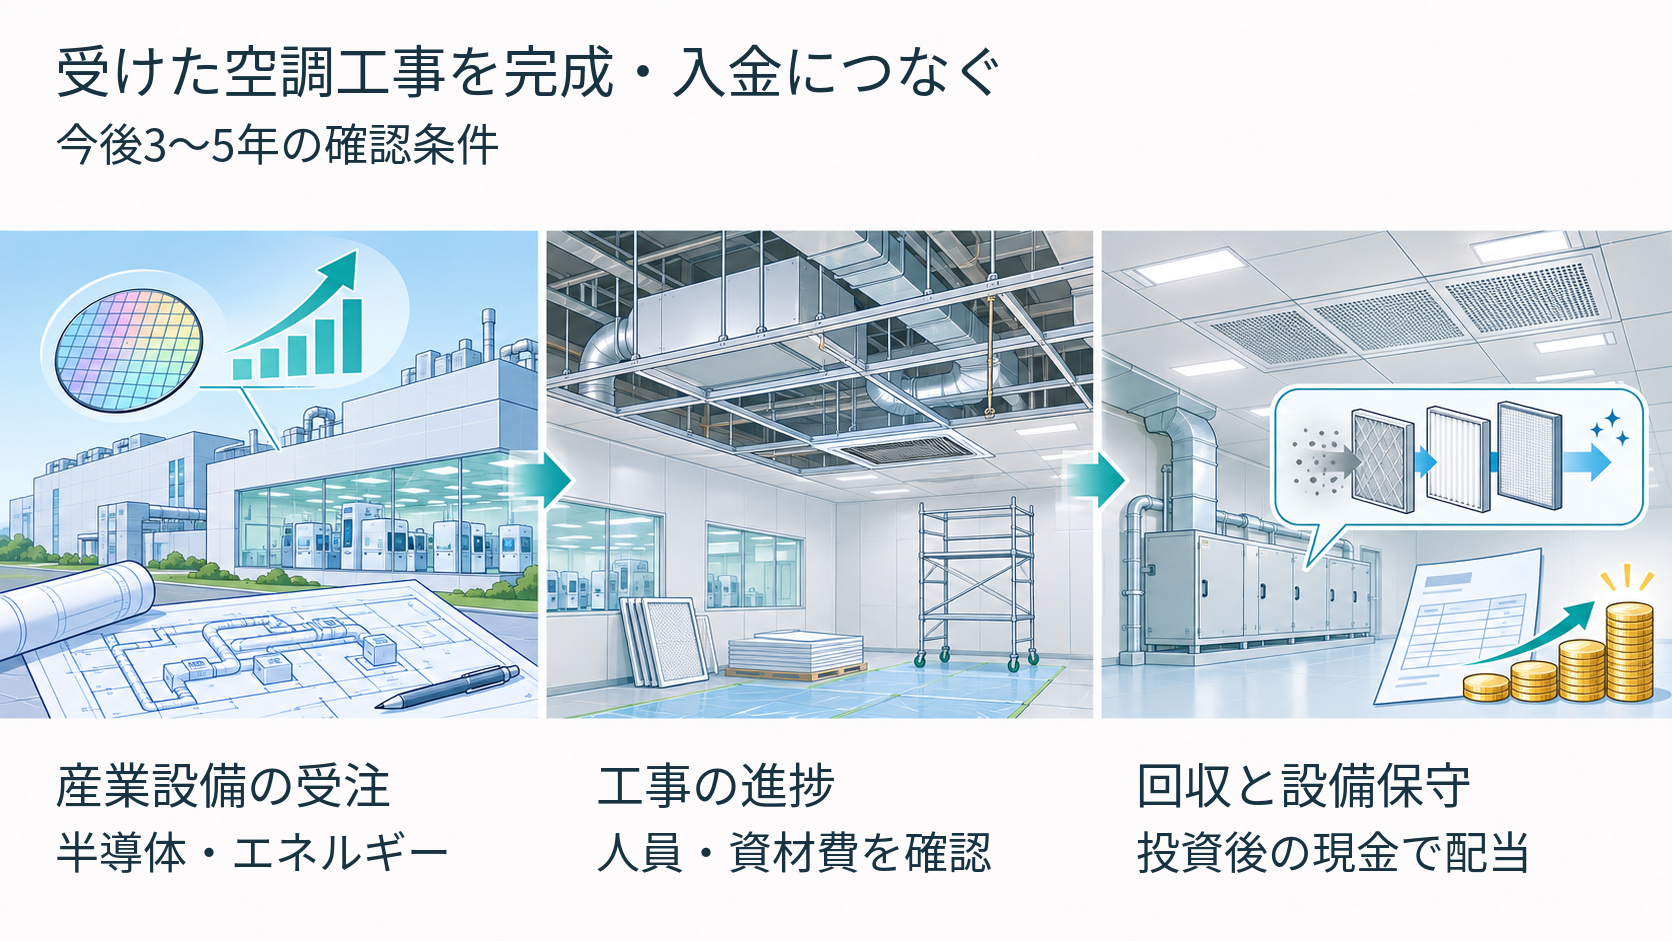 受けた空調工事を完成・入金につなぐ
今後3〜5年の確認条件
産業設備の受注
半導体・エネルギー
工事の進捗
人員・資材費を確認
回収と設備保守
投資後の現金で配当